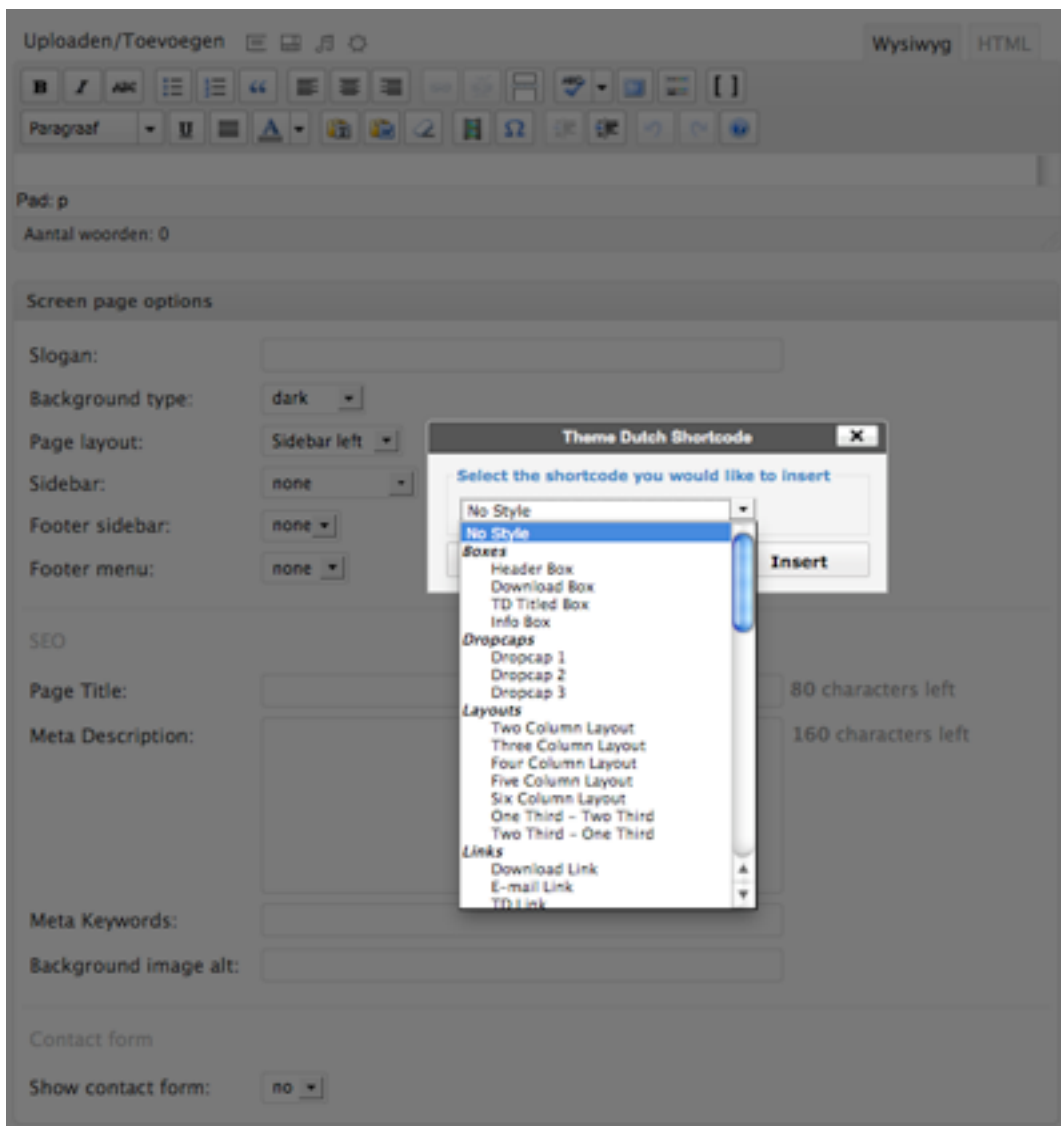 Uploaden/Toevoegen
Wysiwyg HTML
B I ABC
Paragraaf U A Ω
Pad: p
Aantal woorden: 0
Screen page options
Slogan:
Background type: dark
Page layout: Sidebar left
Sidebar: none
Footer sidebar: none
Footer menu: none
Theme Dutch Shortcode
Select the shortcode you would like to insert
No Style
No Style
Boxes
Header Box
Download Box
TD Titled Box
Info Box
Dropcaps
Dropcap 1
Dropcap 2
Dropcap 3
Layouts
Two Column Layout
Three Column Layout
Four Column Layout
Five Column Layout
Six Column Layout
One Third - Two Third
Two Third - One Third
Links
Download Link
E-mail Link
TD Link
Insert
SEO
Page Title: 80 characters left
Meta Description: 160 characters left
Meta Keywords:
Background image alt:
Contact form
Show contact form: no